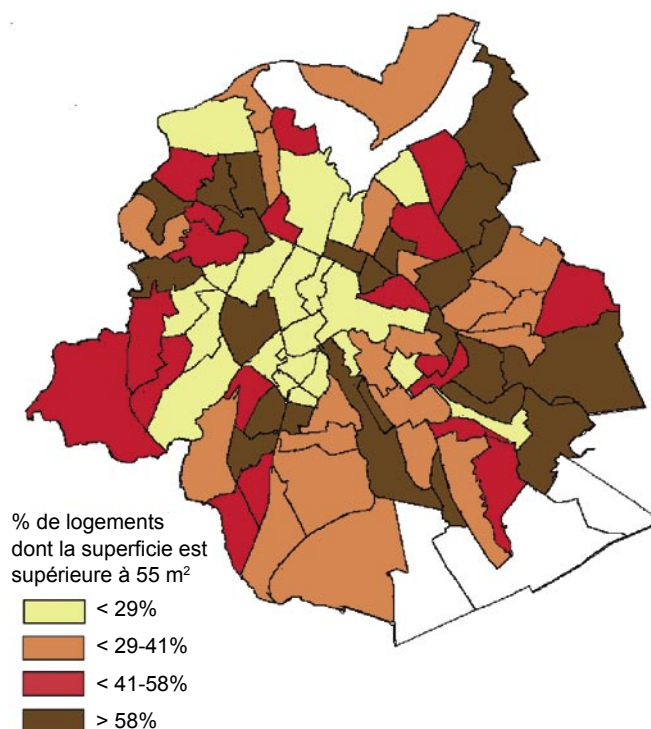 % de logements
dont la superficie est
supérieure à 55 m²
< 29%
< 29-41%
< 41-58%
> 58%